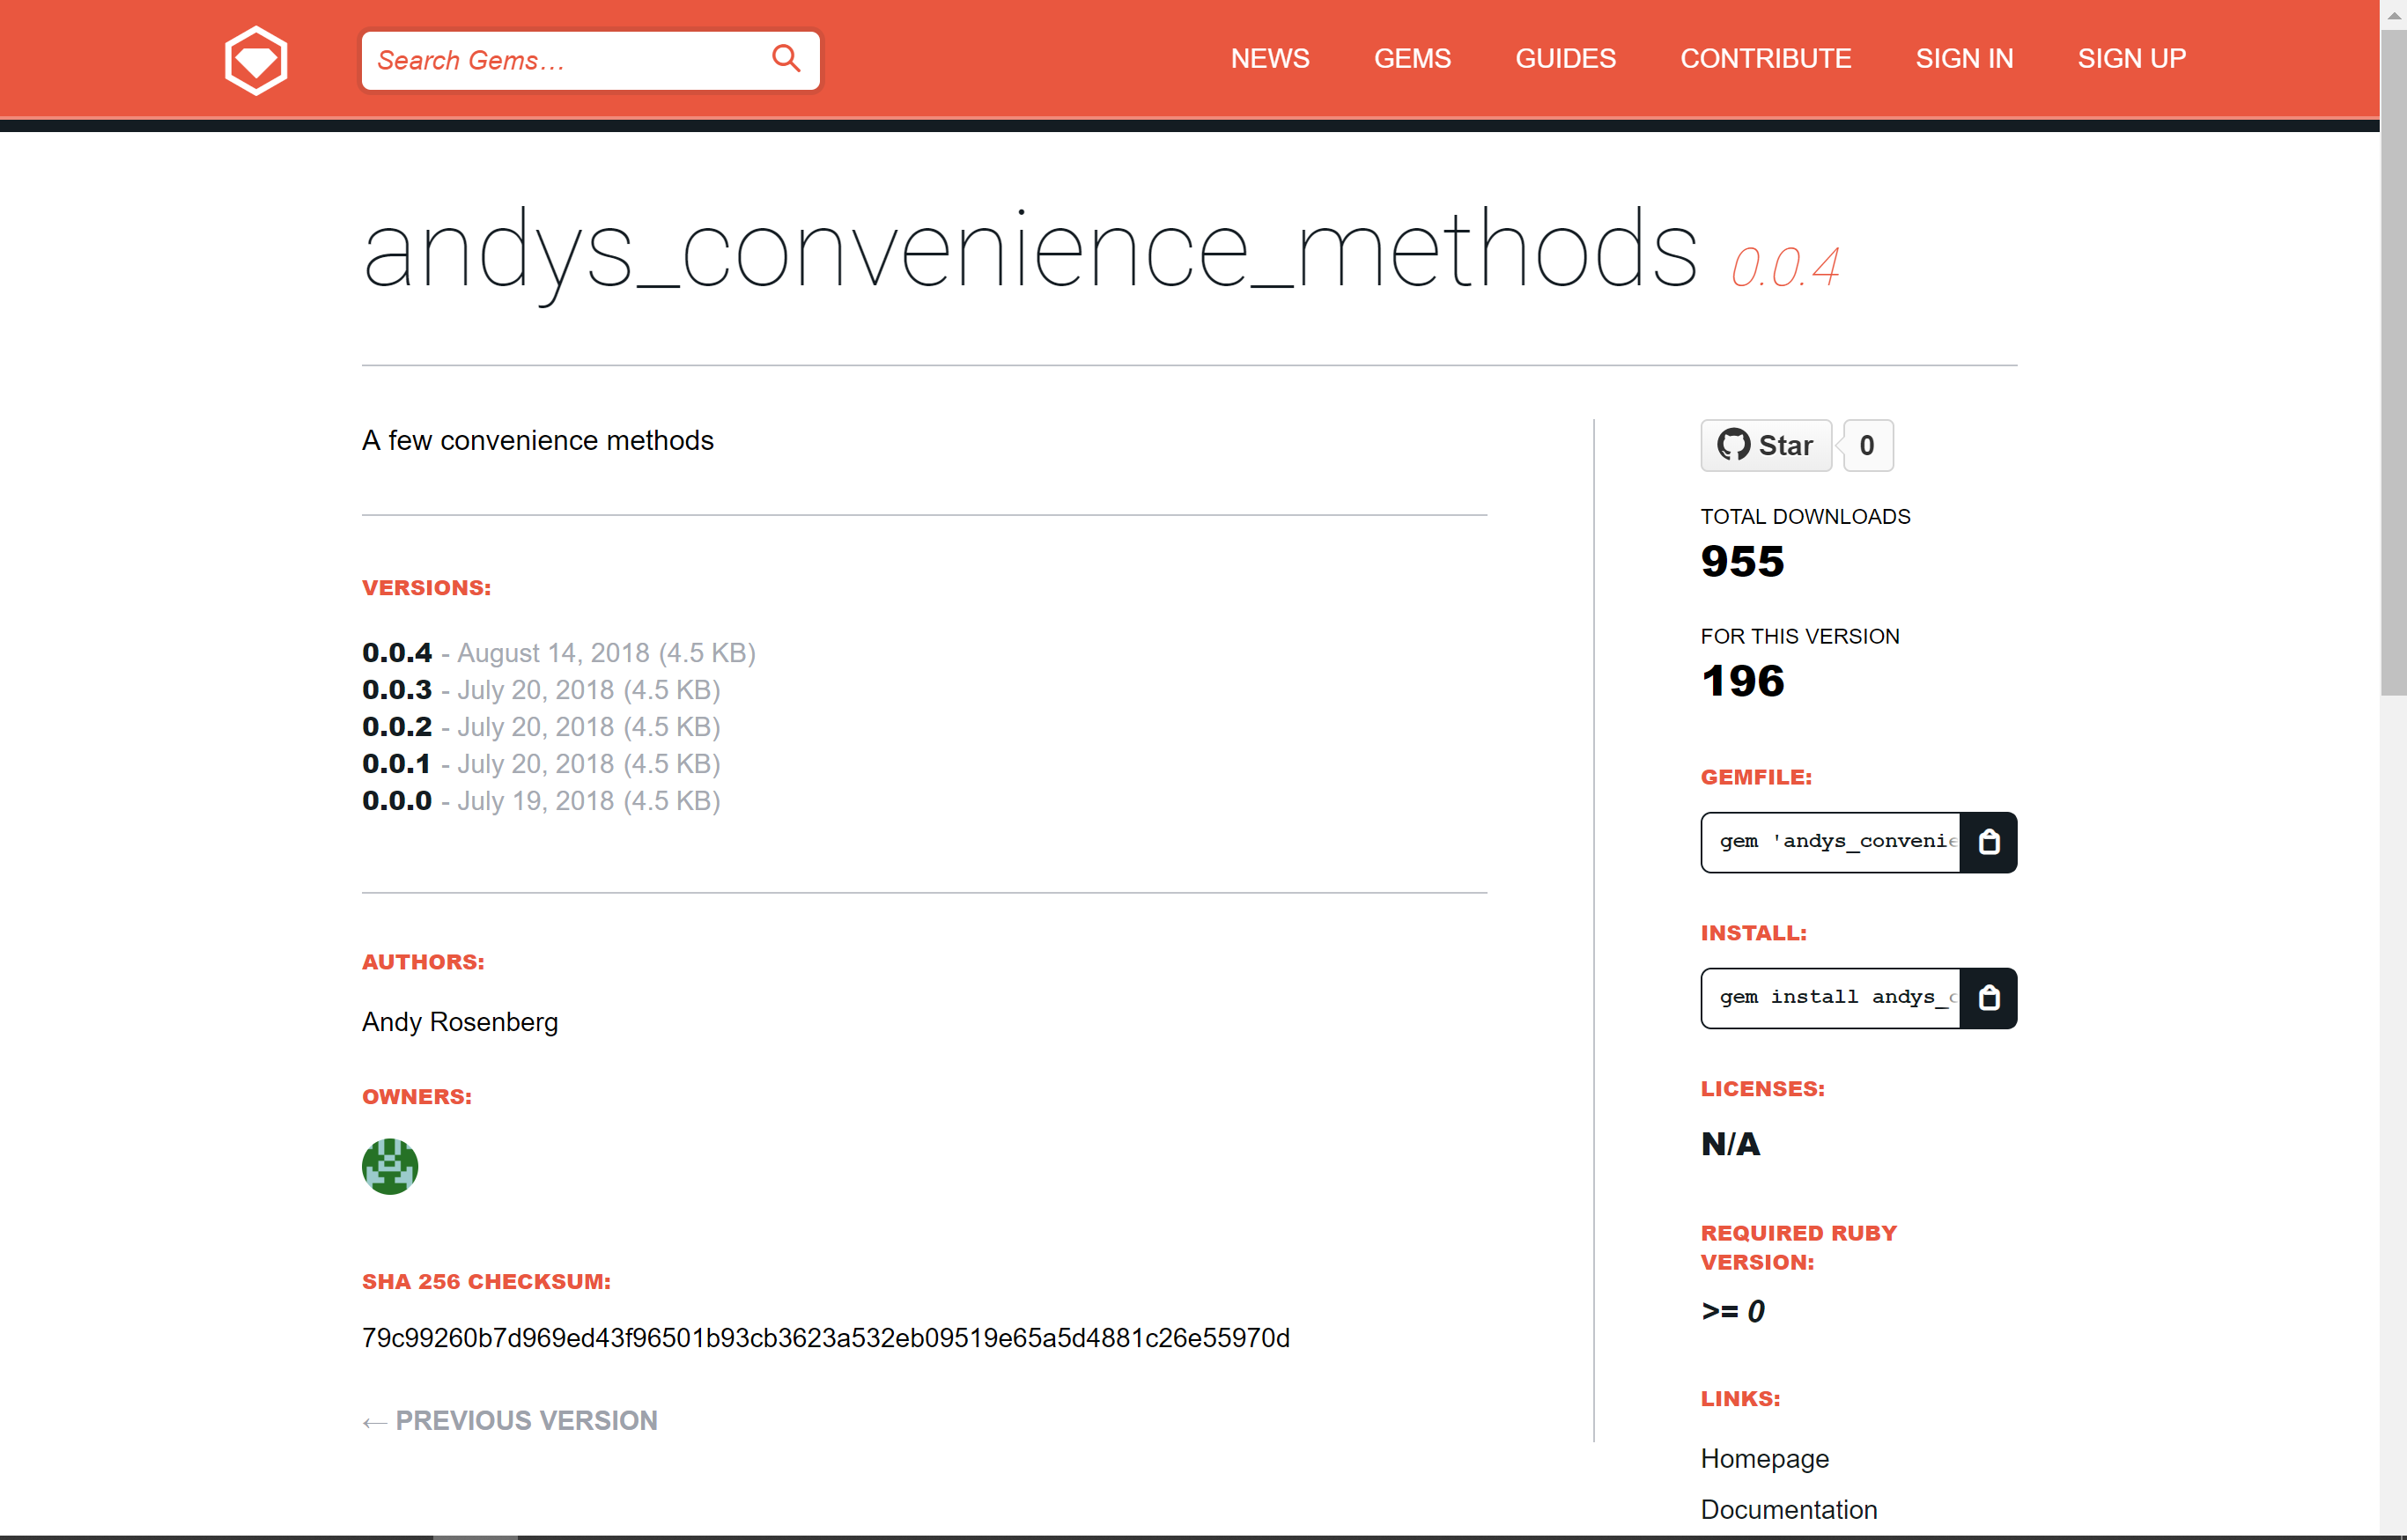 Search Gems…
NEWS GEMS GUIDES CONTRIBUTE SIGN IN SIGN UP
andys_convenience_methods 0.0.4
A few convenience methods
VERSIONS:
0.0.4 - August 14, 2018 (4.5 KB)
0.0.3 - July 20, 2018 (4.5 KB)
0.0.2 - July 20, 2018 (4.5 KB)
0.0.1 - July 20, 2018 (4.5 KB)
0.0.0 - July 19, 2018 (4.5 KB)
AUTHORS:
Andy Rosenberg
OWNERS:
SHA 256 CHECKSUM:
79c99260b7d969ed43f96501b93cb3623a532eb09519e65a5d4881c26e55970d
← PREVIOUS VERSION
Star 0
TOTAL DOWNLOADS
955
FOR THIS VERSION
196
GEMFILE:
gem 'andys_convenie
INSTALL:
gem install andys_c
LICENSES:
N/A
REQUIRED RUBY
VERSION:
>= 0
LINKS:
Homepage
Documentation